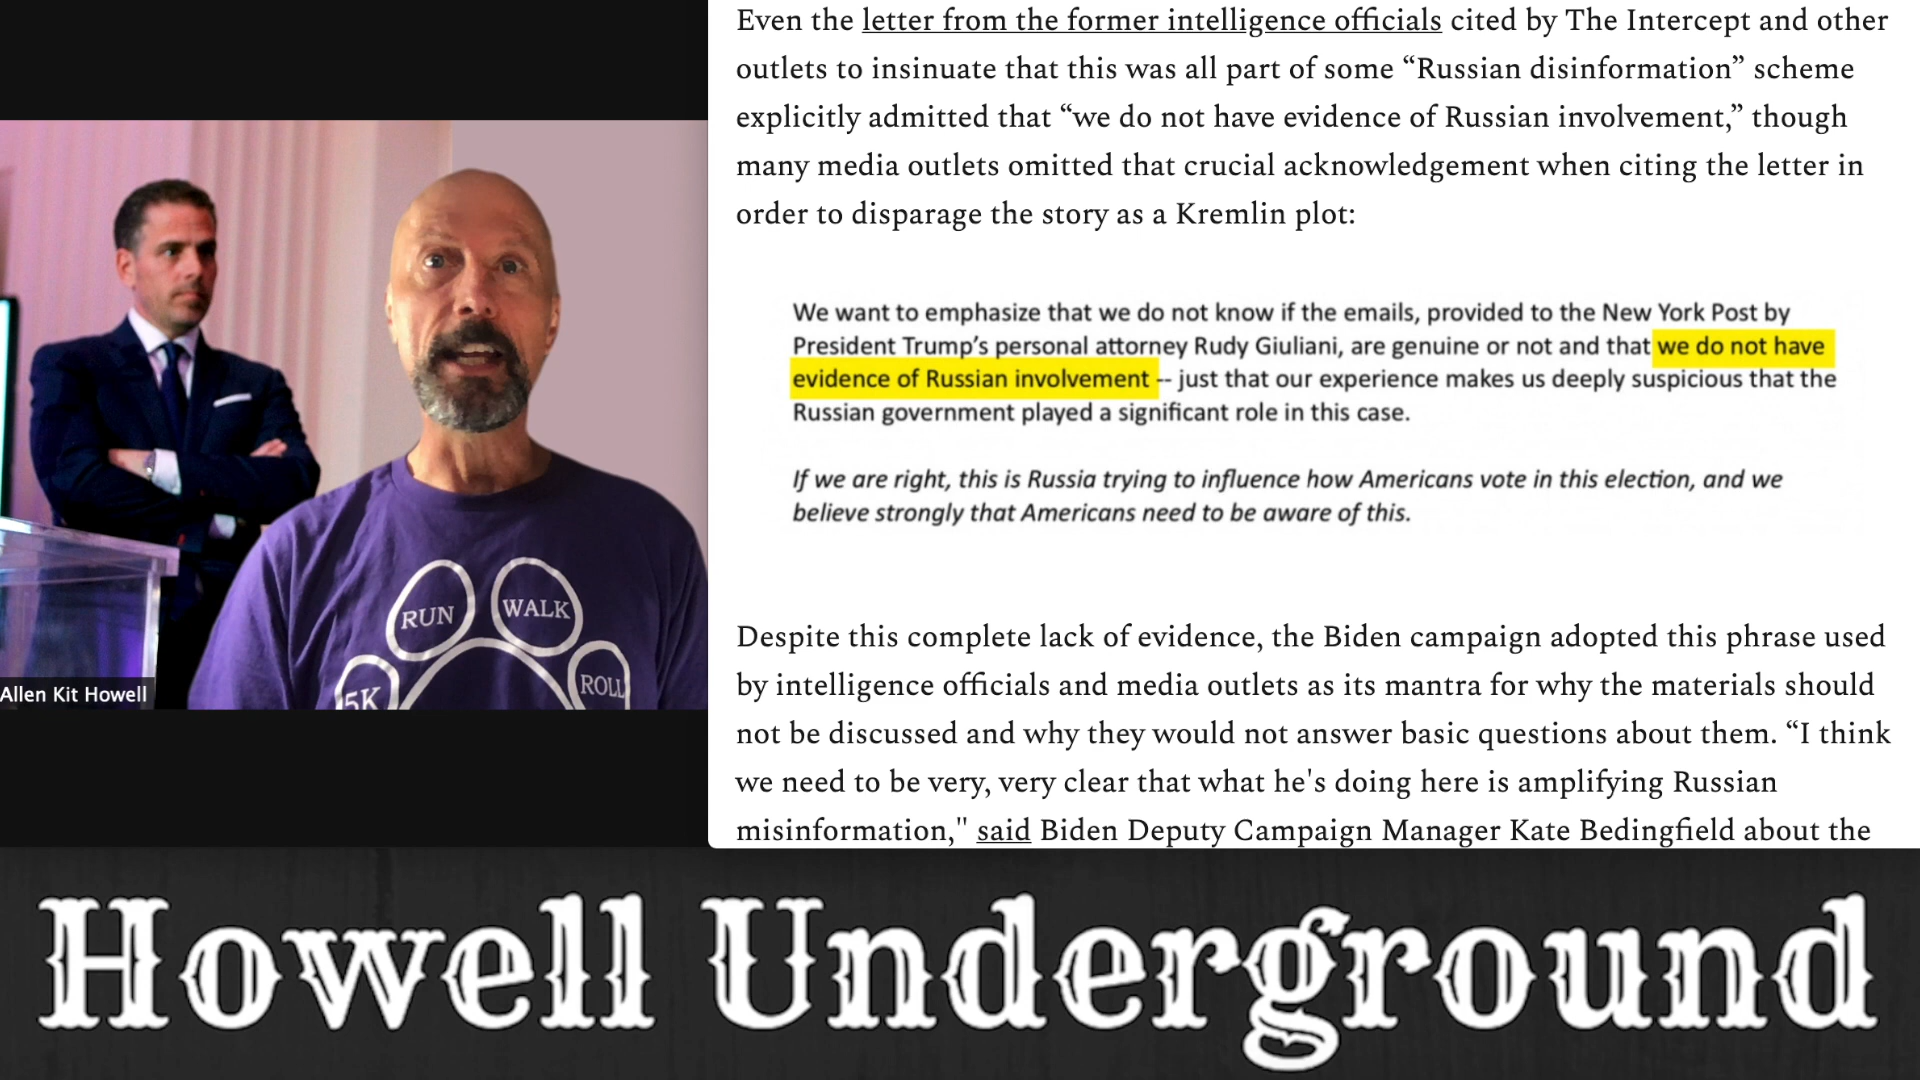 Even the letter from the former intelligence officials cited by The Intercept and other
outlets to insinuate that this was all part of some “Russian disinformation” scheme
explicitly admitted that “we do not have evidence of Russian involvement,” though
many media outlets omitted that crucial acknowledgement when citing the letter in
order to disparage the story as a Kremlin plot:
We want to emphasize that we do not know if the emails, provided to the New York Post by
President Trump’s personal attorney Rudy Giuliani, are genuine or not and that we do not have
evidence of Russian involvement -- just that our experience makes us deeply suspicious that the
Russian government played a significant role in this case.
If we are right, this is Russia trying to influence how Americans vote in this election, and we
believe strongly that Americans need to be aware of this.
Despite this complete lack of evidence, the Biden campaign adopted this phrase used
by intelligence officials and media outlets as its mantra for why the materials should
not be discussed and why they would not answer basic questions about them. “I think
we need to be very, very clear that what he's doing here is amplifying Russian
misinformation," said Biden Deputy Campaign Manager Kate Bedingfield about the
RUN
WALK
5K
ROLL
Allen Kit Howell
Howell Underground